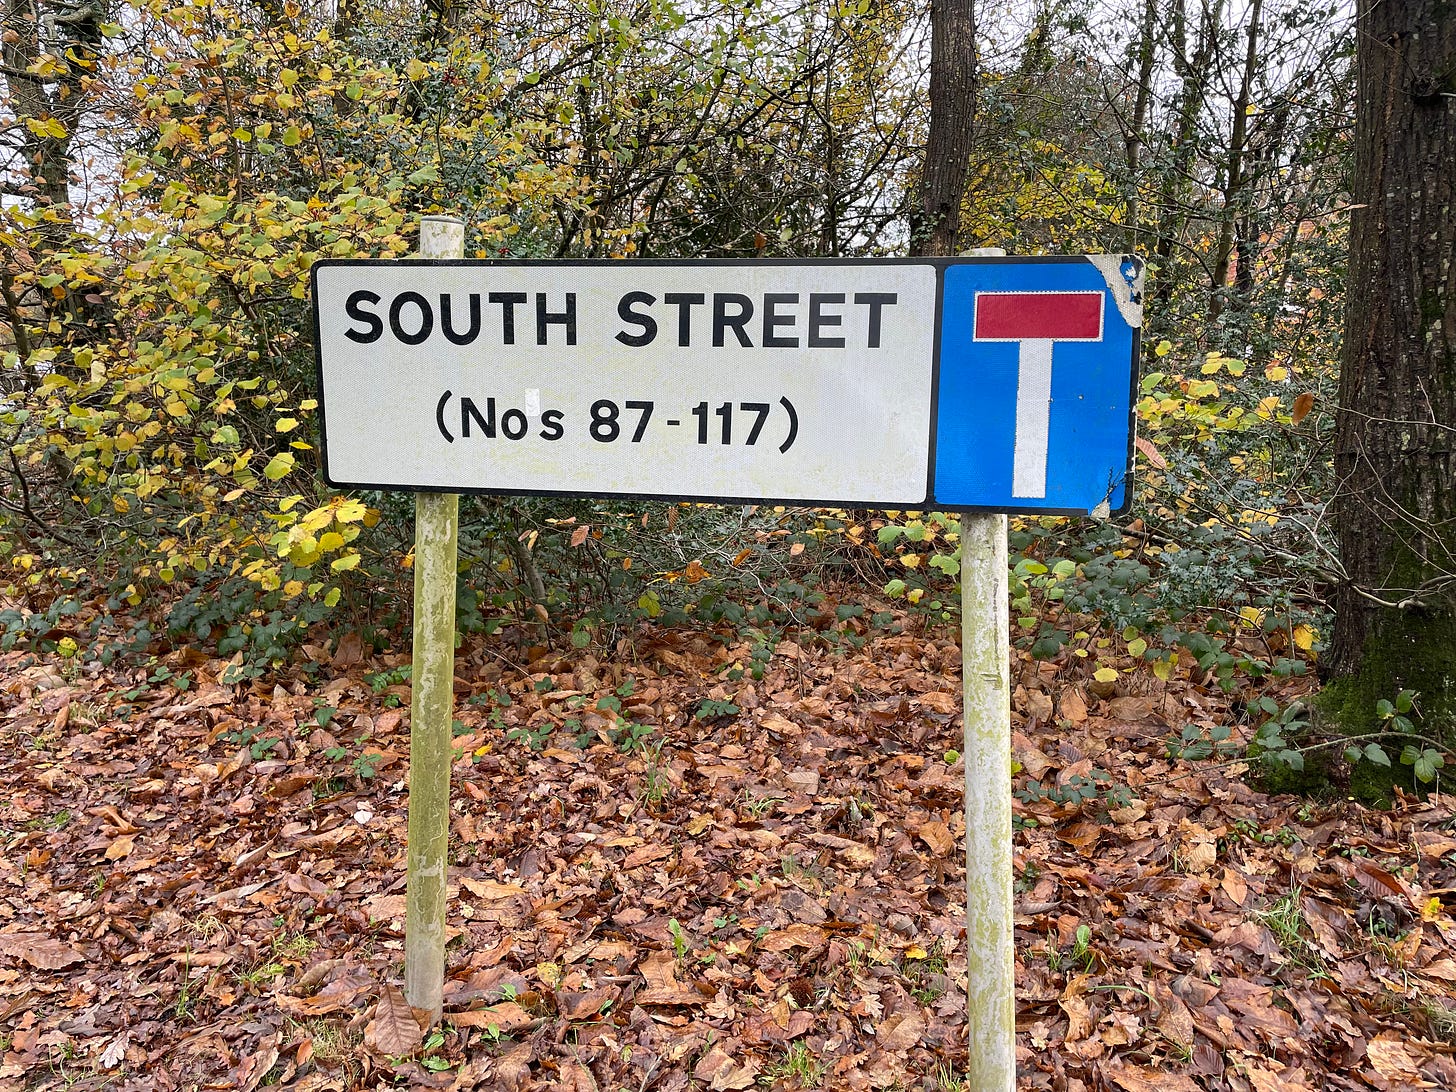 SOUTH STREET
(Nos 87-117)